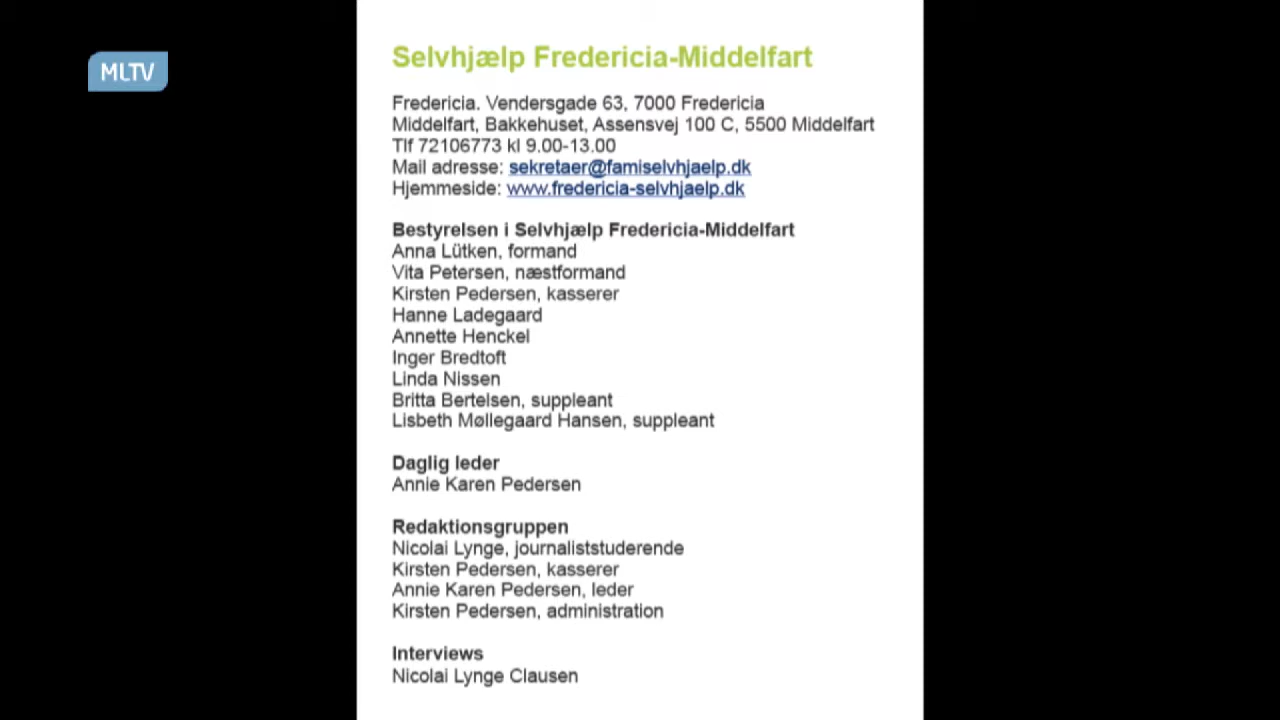 MLTV
Selvhjælp Fredericia-Middelfart
Fredericia. Vendersgade 63, 7000 Fredericia
Middelfart, Bakkehuset, Assensvej 100 C, 5500 Middelfart
Tlf 72106773 kl 9.00-13.00
Mail adresse: sekretaer@famiselvhjaelp.dk
Hjemmeside: www.fredericia-selvhjaelp.dk
Bestyrelsen i Selvhjælp Fredericia-Middelfart
Anna Lütken, formand
Vita Petersen, næstformand
Kirsten Pedersen, kasserer
Hanne Ladegaard
Annette Henckel
Inger Bredtoft
Linda Nissen
Britta Bertelsen, suppleant
Lisbeth Møllegaard Hansen, suppleant
Daglig leder
Annie Karen Pedersen
Redaktionsgruppen
Nicolai Lynge, journaliststuderende
Kirsten Pedersen, kasserer
Annie Karen Pedersen, leder
Kirsten Pedersen, administration
Interviews
Nicolai Lynge Clausen